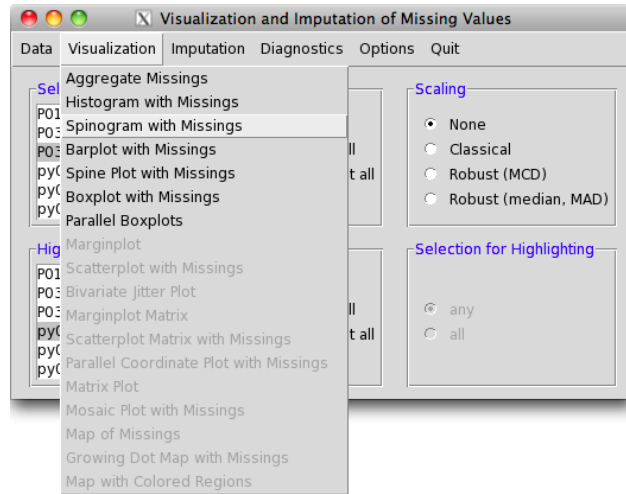 Visualization and Imputation of Missing Values
Data Visualization Imputation Diagnostics Options Quit
Aggregate Missings
Histogram with Missings
Spinogram with Missings
Barplot with Missings
Spine Plot with Missings
Boxplot with Missings
Parallel Boxplots
Marginplot
Scatterplot with Missings
Bivariate Jitter Plot
Marginplot Matrix
Scatterplot Matrix with Missings
Parallel Coordinate Plot with Missings
Matrix Plot
Mosaic Plot with Missings
Map of Missings
Growing Dot Map with Missings
Map with Colored Regions
Scaling
None
Classical
Robust (MCD)
Robust (median, MAD)
Selection for Highlighting
any
all